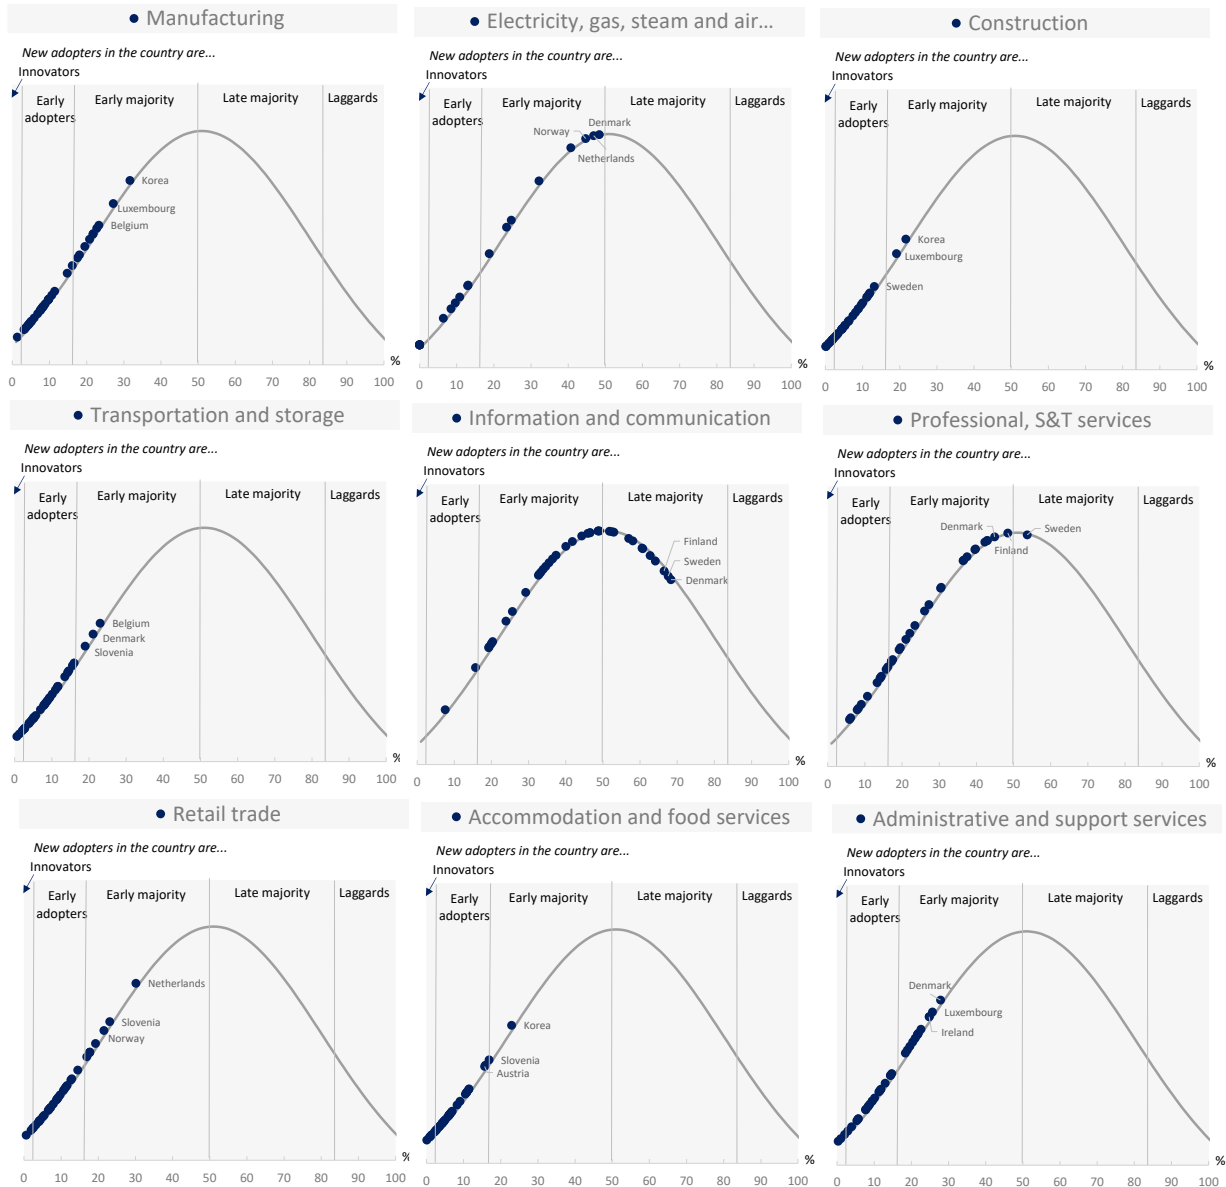 • Manufacturing
New adopters in the country are...
Innovators
Early
adopters
Early majority
Late majority
Laggards
Korea
Luxembourg
Belgium
%
0 10 20 30 40 50 60 70 80 90 100
• Electricity, gas, steam and air...
New adopters in the country are...
Innovators
Early
adopters
Early majority
Late majority
Laggards
Denmark
Norway
Netherlands
%
0 10 20 30 40 50 60 70 80 90 100
• Construction
New adopters in the country are...
Innovators
Early
adopters
Early majority
Late majority
Laggards
Korea
Luxembourg
Sweden
0 10 20 30 40 50 60 70 80 90 100
• Transportation and storage
New adopters in the country are...
Innovators
Early
adopters
Early majority
Late majority
Laggards
Belgium
Denmark
Slovenia
%
0 10 20 30 40 50 60 70 80 90 100
• Information and communication
New adopters in the country are...
Innovators
Early
adopters
Early majority
Late majority
Laggards
Finland
Sweden
Denmark
%
0 10 20 30 40 50 60 70 80 90 100
• Professional, S&T services
New adopters in the country are...
Innovators
Early
adopters
Early majority
Late majority
Laggards
Denmark
Sweden
Finland
%
0 10 20 30 40 50 60 70 80 90 100
• Retail trade
New adopters in the country are...
Innovators
Early
adopters
Early majority
Late majority
Laggards
Netherlands
Slovenia
Norway
%
0 10 20 30 40 50 60 70 80 90 100
• Accommodation and food services
New adopters in the country are...
Innovators
Early
adopters
Early majority
Late majority
Laggards
Korea
Slovenia
Austria
%
0 10 20 30 40 50 60 70 80 90 100
• Administrative and support services
New adopters in the country are...
Innovators
Early
adopters
Early majority
Late majority
Laggards
Denmark
Luxembourg
Ireland
%
0 10 20 30 40 50 60 70 80 90 100